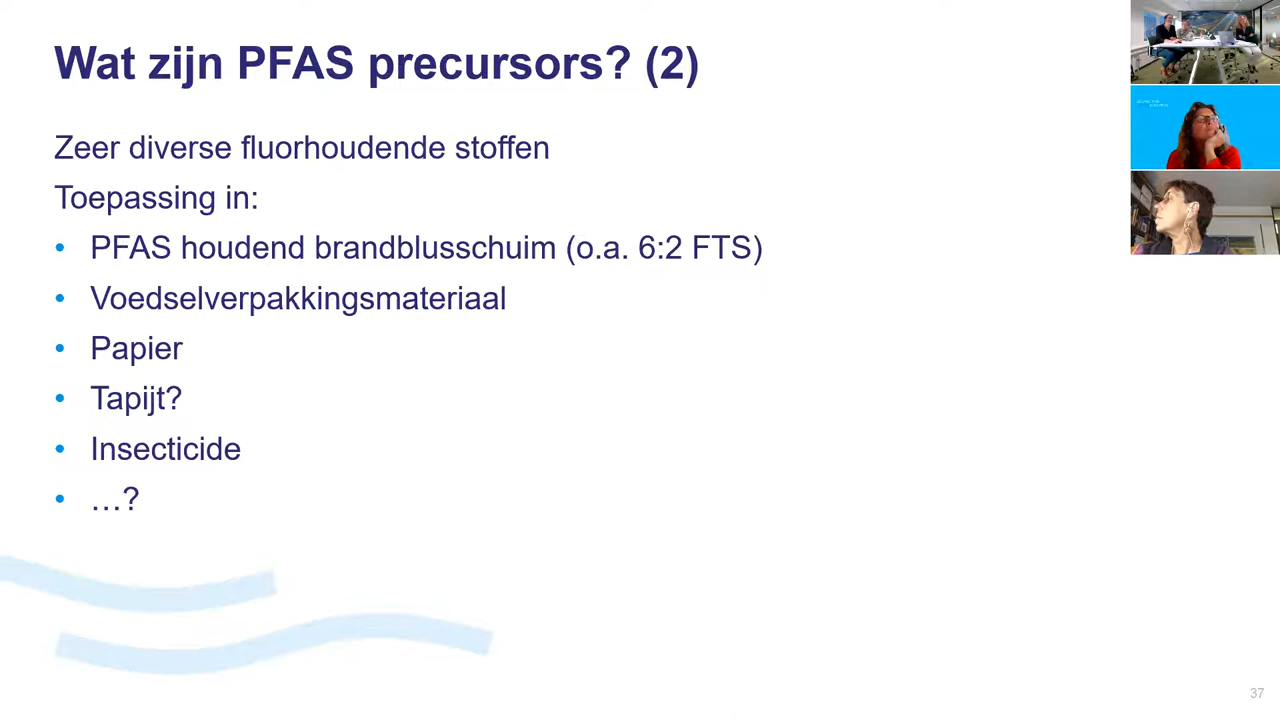 Wat zijn PFAS precursors? (2)
Zeer diverse fluorhoudende stoffen
Toepassing in:
• PFAS houdend brandblusschuim (o.a. 6:2 FTS)
• Voedselverpakkingsmateriaal
• Papier
• Tapijt?
• Insecticide
• …?
37